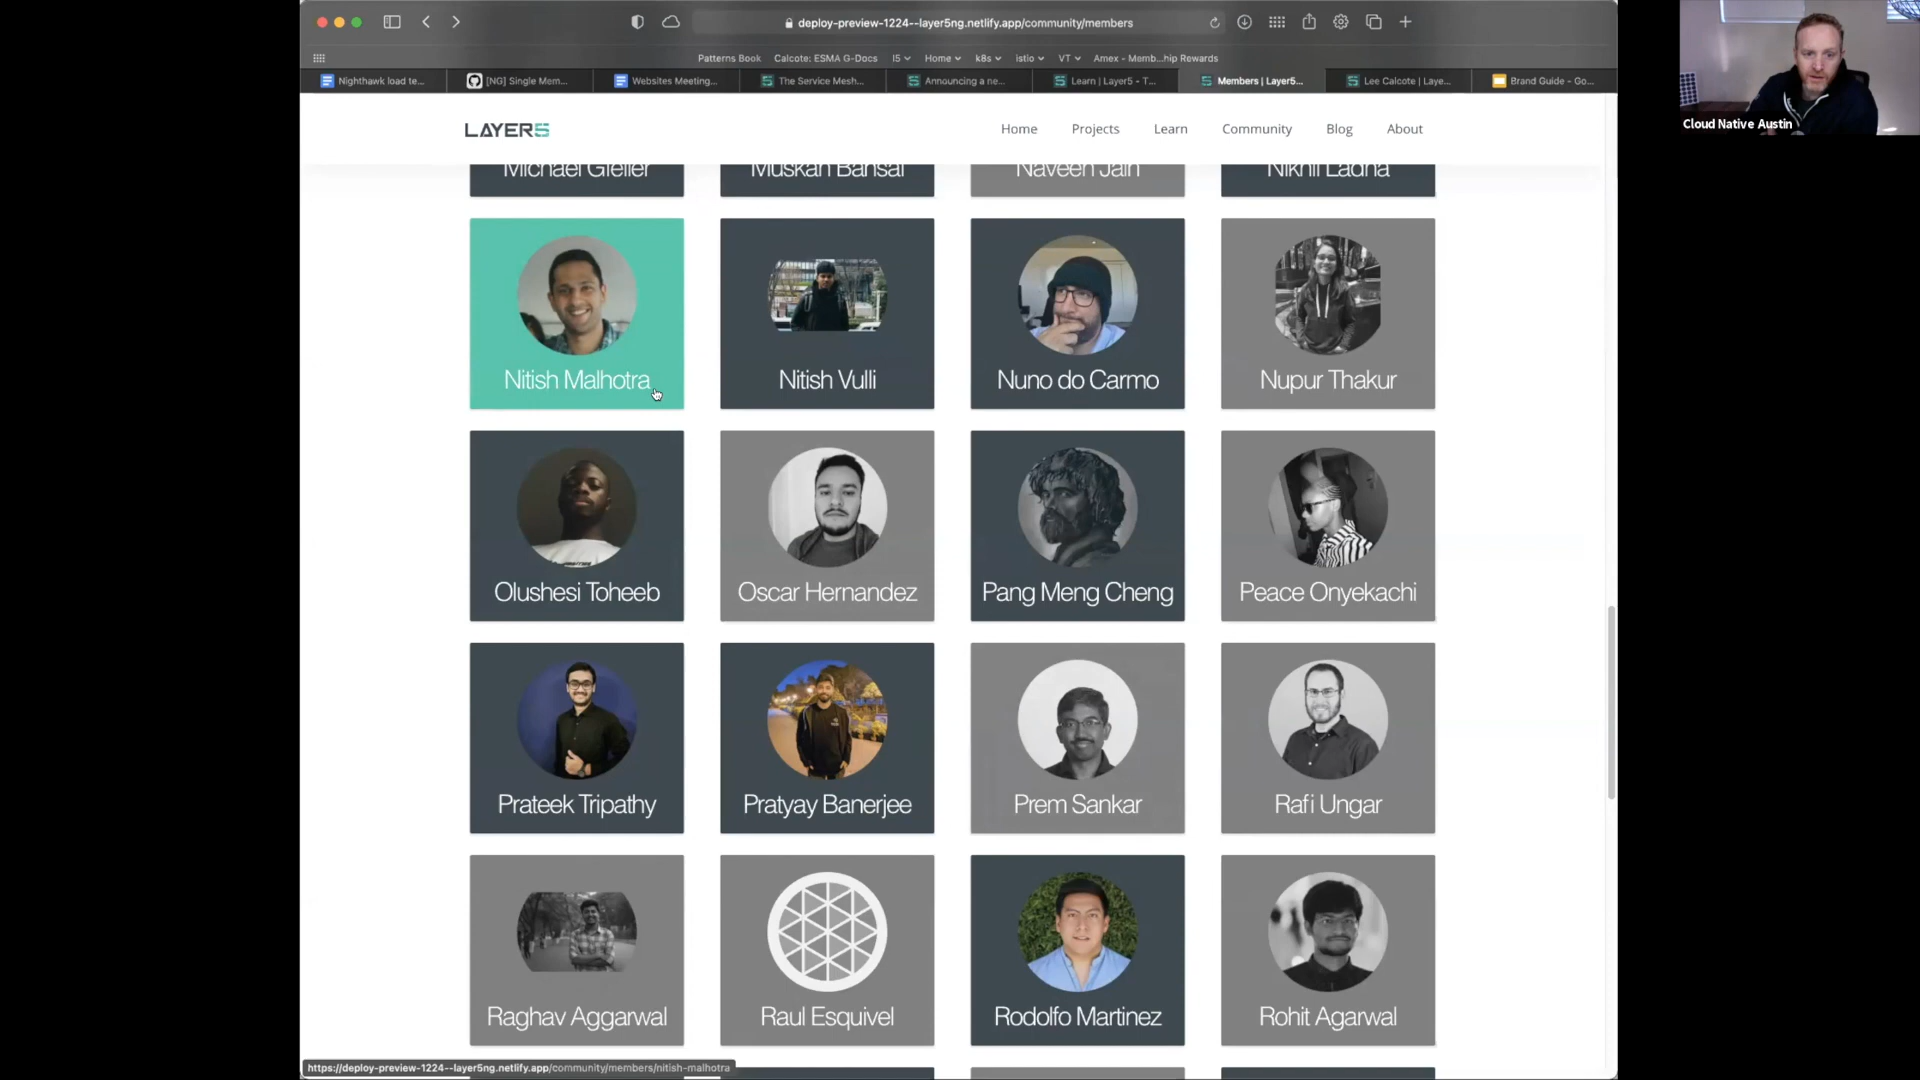 deploy-preview-1224--layer5ng.netlify.app/community/members
Patterns Book Calcote: ESMA G-Docs l5 Home k8s istio VT Amex - Memb...hip Rewards
Nighthawk load te... [NG] Single Mem... Websites Meeting... The Service Mesh... Announcing a ne... Learn | Layer5 - T... Members | Layer5... Lee Calcote | Laye... Brand Guide - Go...
Cloud Native Austin
LAYER5 Home Projects Learn Community Blog About
Michael Gfeller Muskan Bansal Naveen Jain Nikhil Ladha
Nitish Malhotra Nitish Vulli Nuno do Carmo Nupur Thakur
Olushesi Toheeb Oscar Hernandez Pang Meng Cheng Peace Onyekachi
Prateek Tripathy Pratyay Banerjee Prem Sankar Rafi Ungar
Raghav Aggarwal Raul Esquivel Rodolfo Martinez Rohit Agarwal
https://deploy-preview-1224--layer5ng.netlify.app/community/members/nitish-malhotra